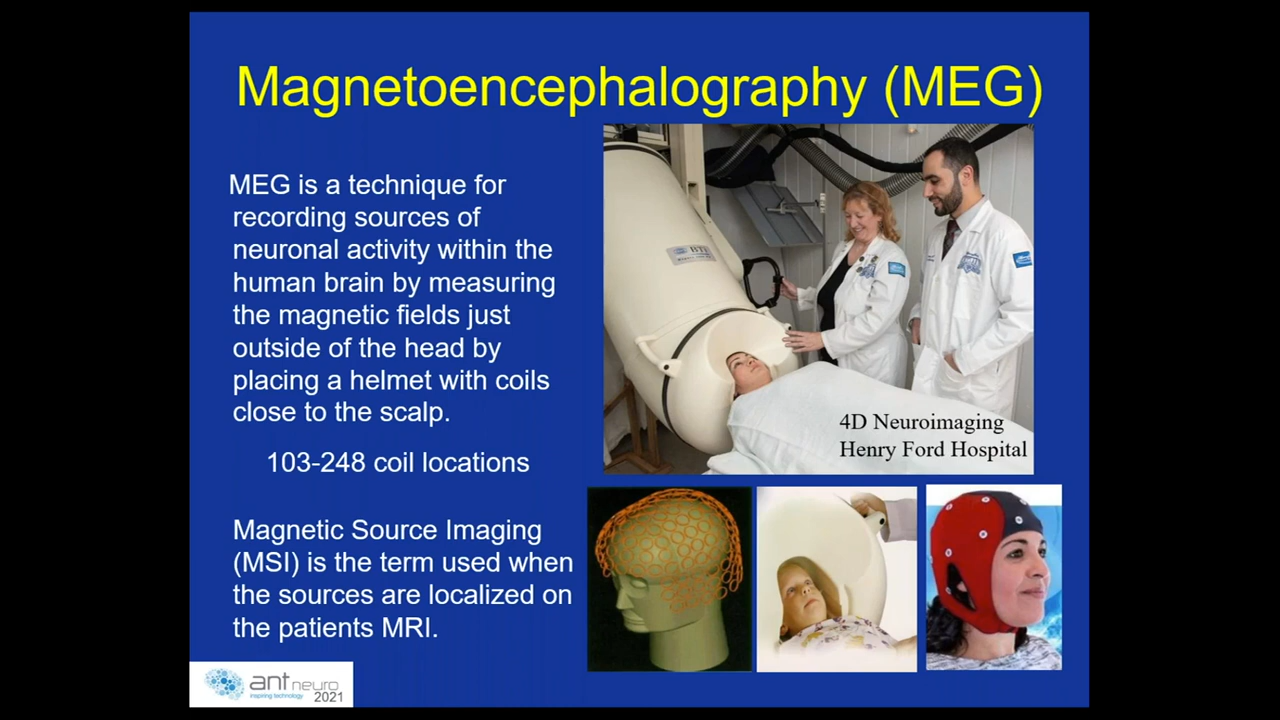 Magnetoencephalography (MEG)
MEG is a technique for
recording sources of
neuronal activity within the
human brain by measuring
the magnetic fields just
outside of the head by
placing a helmet with coils
close to the scalp.
103-248 coil locations
Magnetic Source Imaging
(MSI) is the term used when
the sources are localized on
the patients MRI.
BTi
4D Neuroimaging
Henry Ford Hospital
ant neuro
inspiring technology
2021